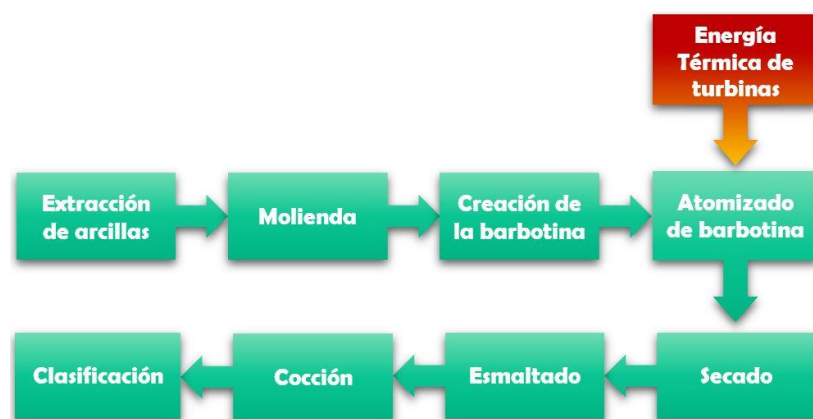 Energía
Térmica de
turbinas
Extracción
de arcillas
Molienda
Creación de
la barbotina
Atomizado
de barbotina
Clasificación
Cocción
Esmaltado
Secado